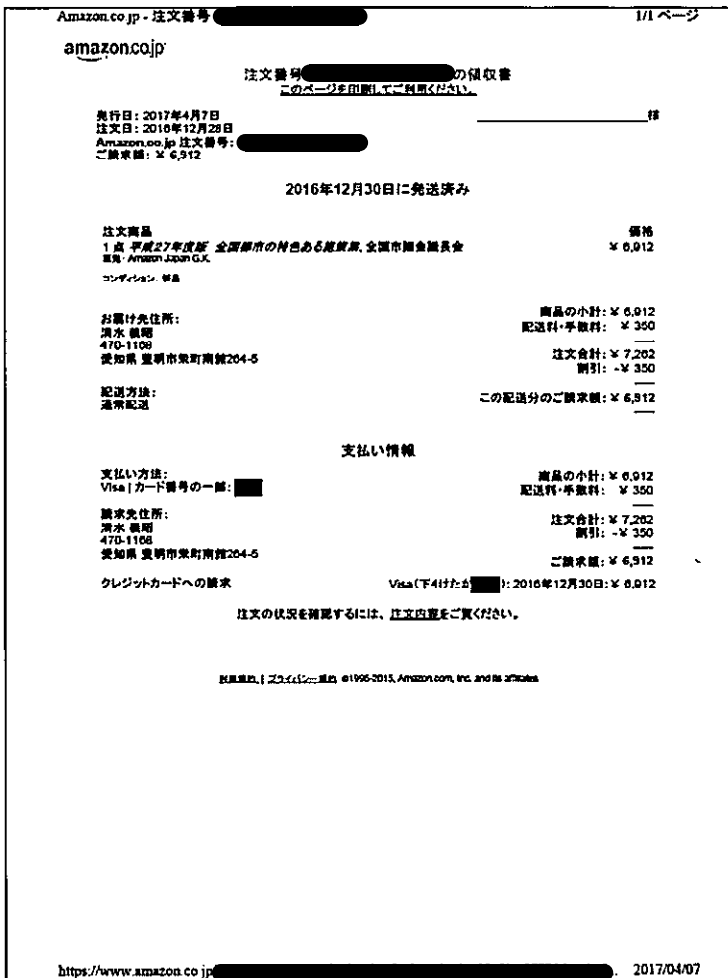 Amazon.co.jp - 注文番号
1/1 ページ
amazon.co.jp
注文番号 の領収書
このページを印刷してご利用ください。
発行日: 2017年4月7日
注文日: 2016年12月28日
Amazon.co.jp 注文番号:
ご請求額: ¥ 6,912
様
2016年12月30日に発送済み
注文商品 価格
1 点 平成27年度版 全国都市の特色ある施策集, 全国市議会議長会 ¥ 6,912
販売: Amazon Japan G.K.
コンディション: 新品
お届け先住所:
清水 義昭
470-1168
愛知県 豊明市栄町南舘264-5
配送方法:
通常配送
商品の小計: ¥ 6,912
配送料・手数料: ¥ 350
注文合計: ¥ 7,262
割引: -¥ 350
この配送分のご請求額: ¥ 6,912
支払い情報
支払い方法:
Visa | カード番号の一部:
請求先住所:
清水 義昭
470-1168
愛知県 豊明市栄町南舘264-5
商品の小計: ¥ 6,912
配送料・手数料: ¥ 350
注文合計: ¥ 7,262
割引: -¥ 350
ご請求額: ¥ 6,912
クレジットカードへの請求 Visa(下4けたが ): 2016年12月30日: ¥ 6,912
注文の状況を確認するには、注文内容をご覧ください。
利用規約 | プライバシー規約 ©1996-2015, Amazon.com, Inc. and its affiliates
https://www.amazon.co.jp
2017/04/07